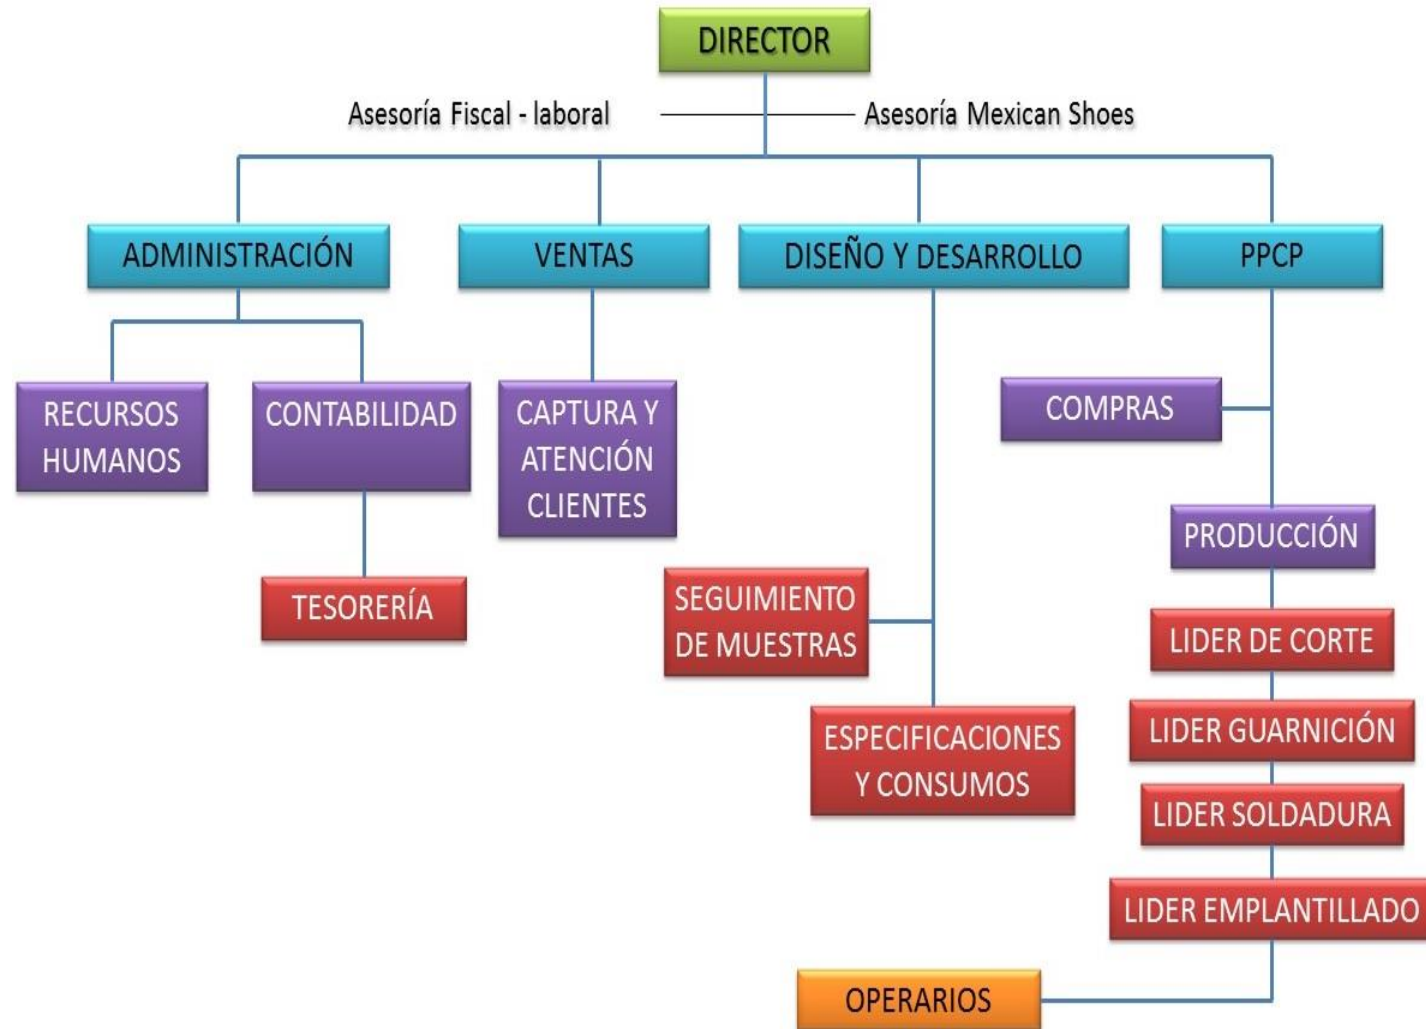 DIRECTOR
Asesoría Fiscal - laboral
Asesoría Mexican Shoes
ADMINISTRACIÓN
VENTAS
DISEÑO Y DESARROLLO
PPCP
RECURSOS
HUMANOS
CONTABILIDAD
CAPTURA Y
ATENCIÓN
CLIENTES
COMPRAS
PRODUCCIÓN
TESORERÍA
SEGUIMIENTO
DE MUESTRAS
LIDER DE CORTE
ESPECIFICACIONES
Y CONSUMOS
LIDER GUARNICIÓN
LIDER SOLDADURA
LIDER EMPLANTILLADO
OPERARIOS